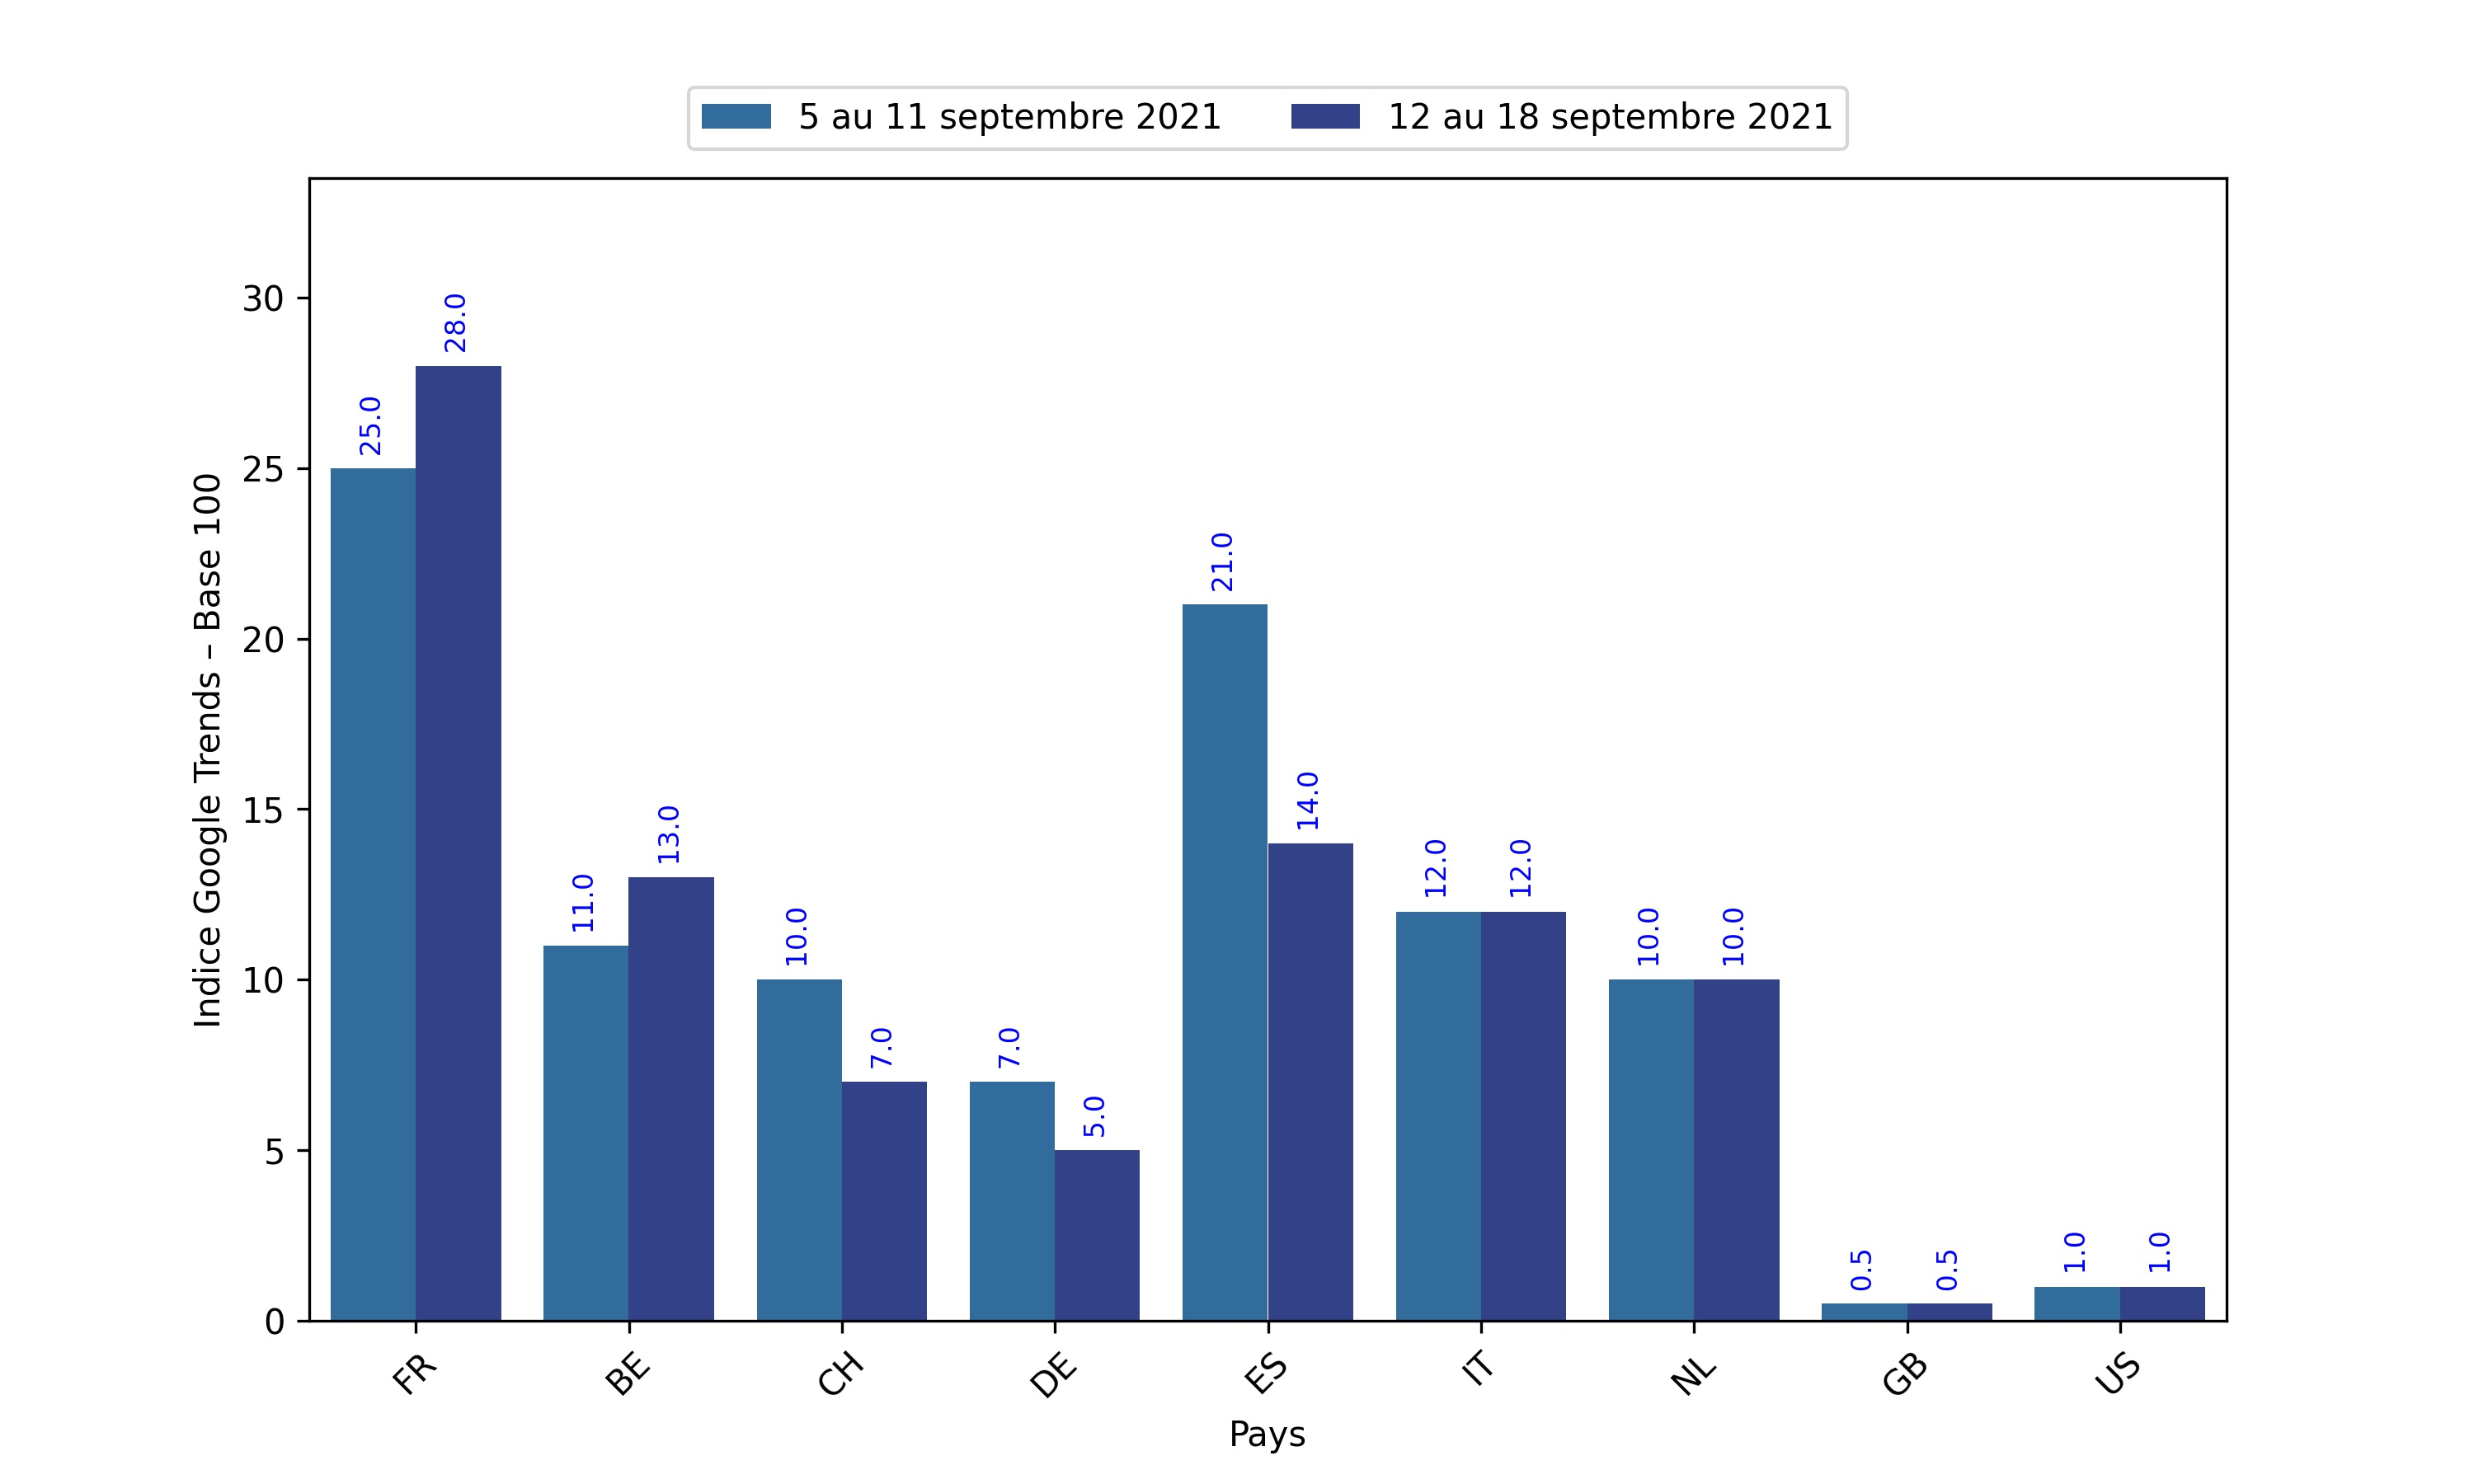 5 au 11 septembre 2021
12 au 18 septembre 2021
Indice Google Trends – Base 100
30
25
20
15
10
5
0
25.0
28.0
11.0
13.0
10.0
7.0
7.0
5.0
21.0
14.0
12.0
12.0
10.0
10.0
0.5
0.5
1.0
1.0
FR
BE
CH
DE
ES
IT
NL
GB
US
Pays